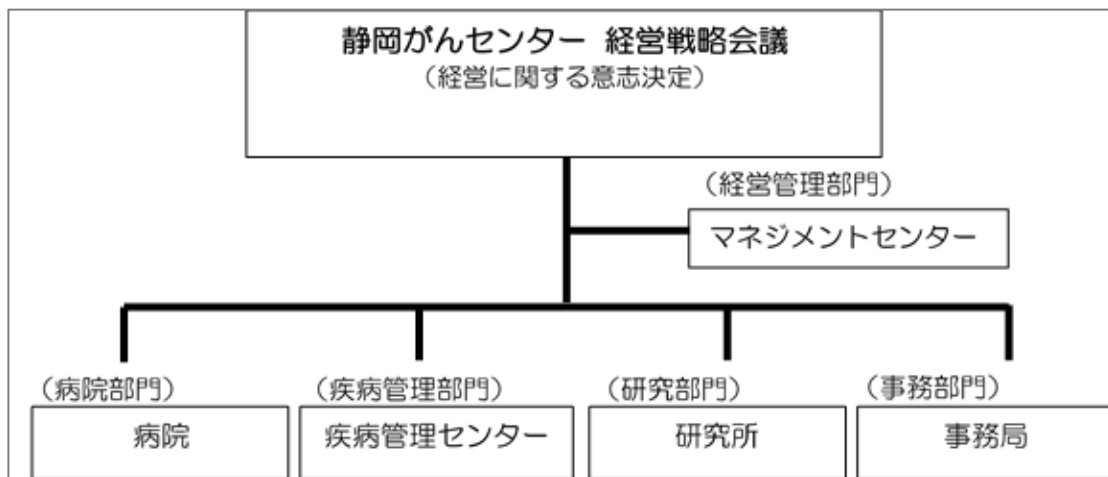 静岡がんセンター 経営戦略会議
（経営に関する意志決定）
（経営管理部門）
マネジメントセンター
（病院部門）
病院
（疾病管理部門）
疾病管理センター
（研究部門）
研究所
（事務部門）
事務局